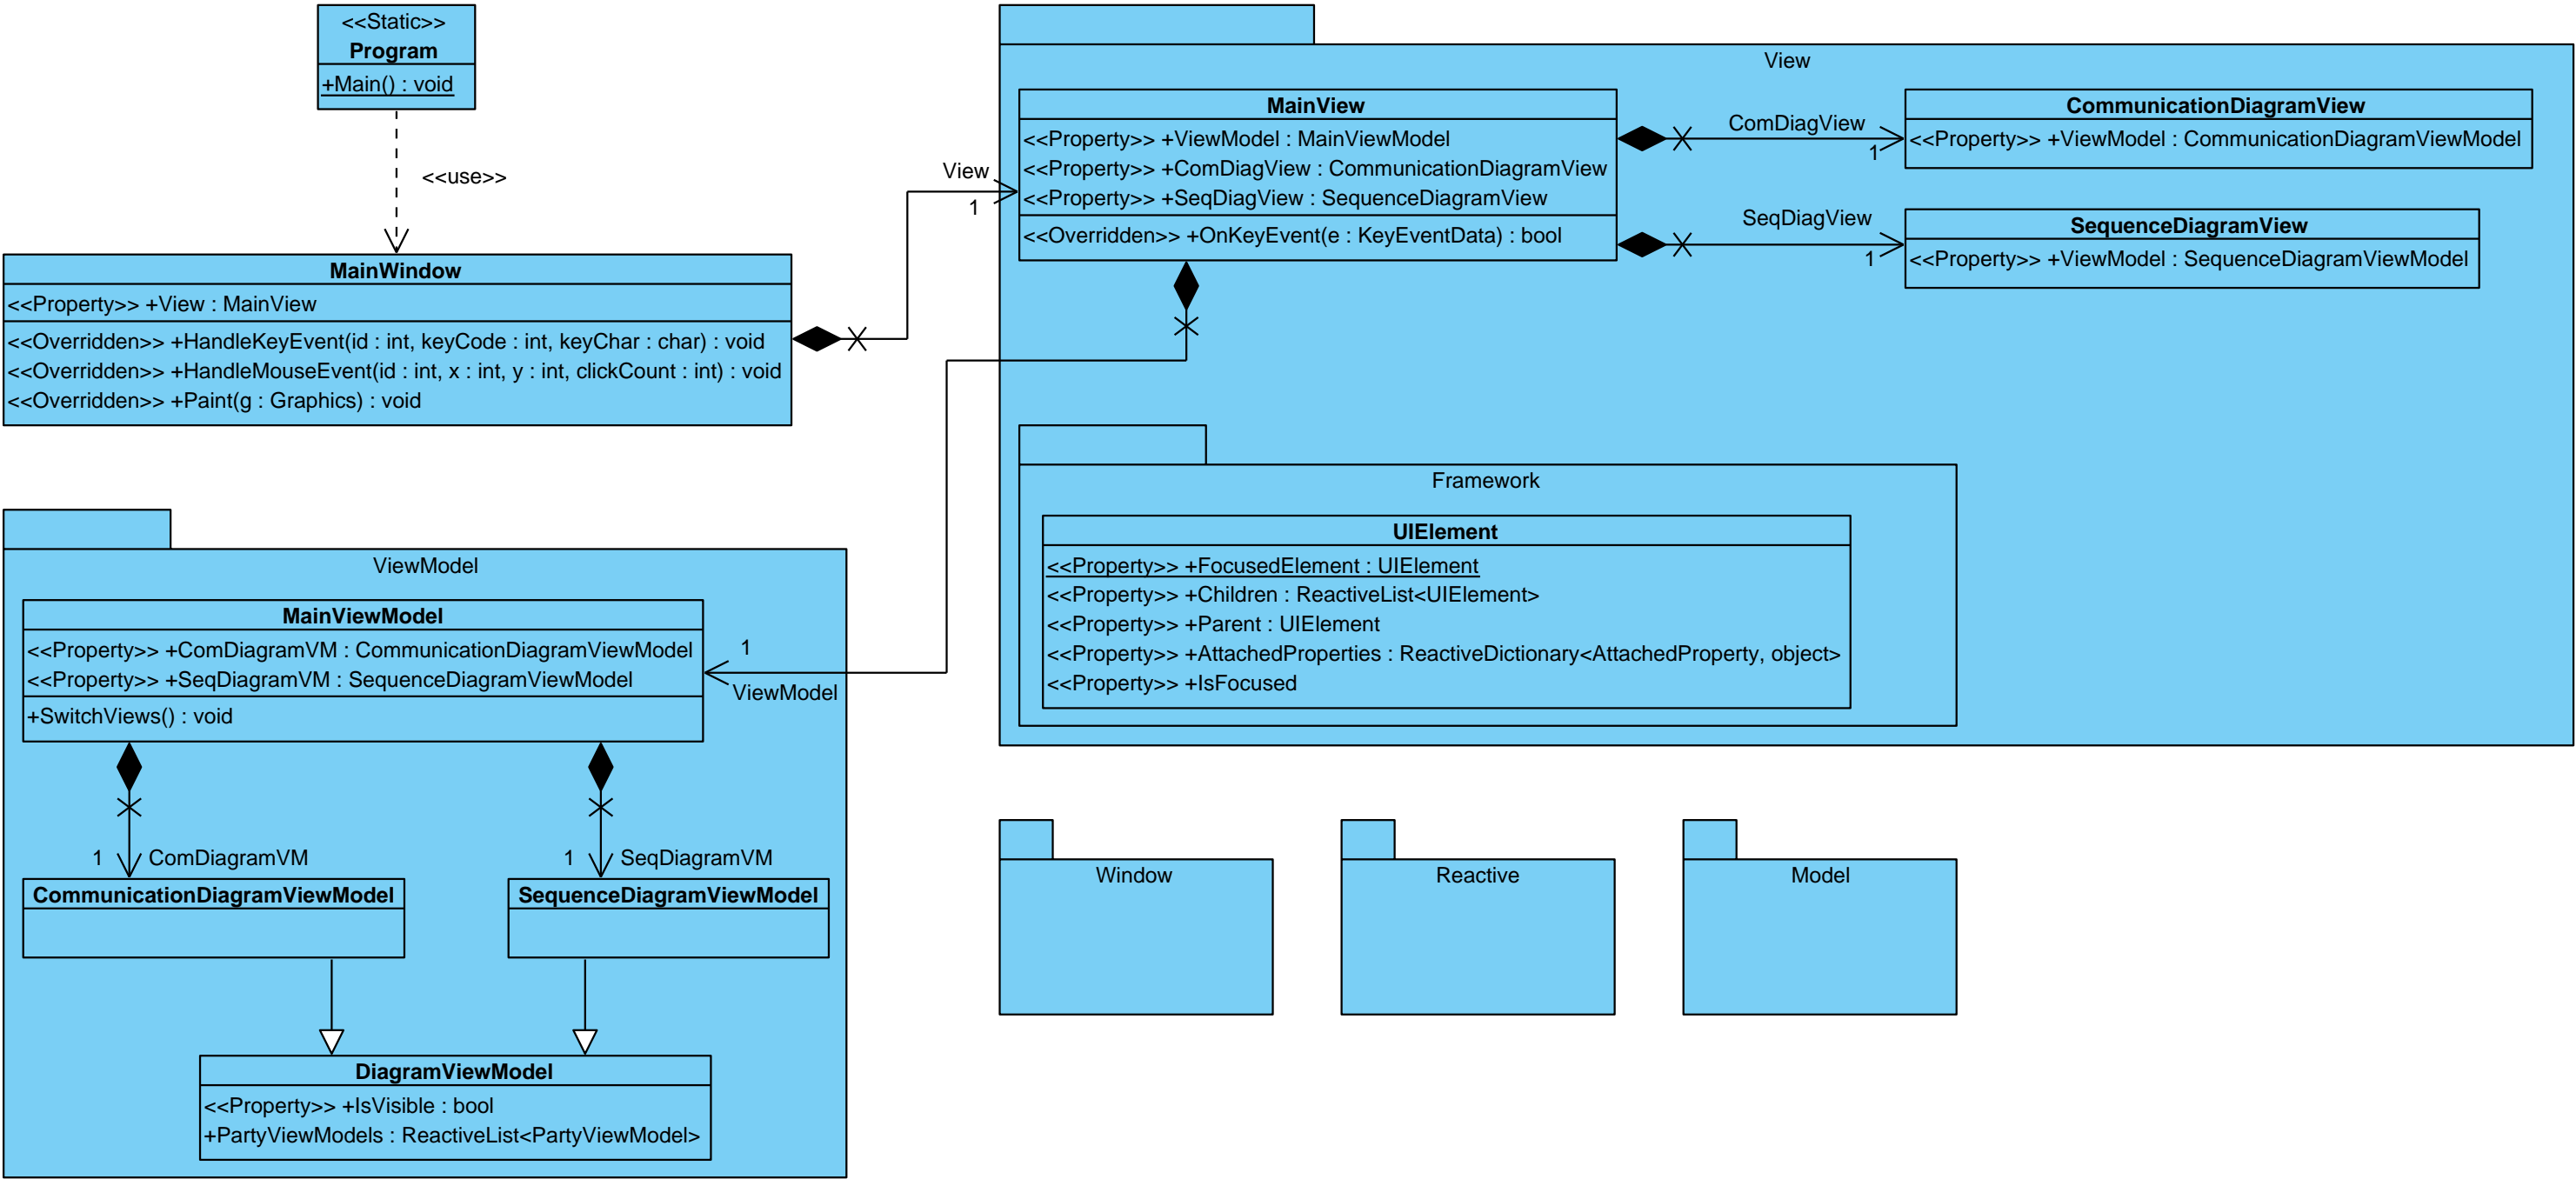 <<Static>>
Program
+Main() : void
<<use>>
MainWindow
<<Property>> +View : MainView
<<Overridden>> +HandleKeyEvent(id : int, keyCode : int, keyChar : char) : void
<<Overridden>> +HandleMouseEvent(id : int, x : int, y : int, clickCount : int) : void
<<Overridden>> +Paint(g : Graphics) : void
View
1
View
MainView
<<Property>> +ViewModel : MainViewModel
<<Property>> +ComDiagView : CommunicationDiagramView
<<Property>> +SeqDiagView : SequenceDiagramView
<<Overridden>> +OnKeyEvent(e : KeyEventData) : bool
ComDiagView
1
CommunicationDiagramView
<<Property>> +ViewModel : CommunicationDiagramViewModel
SeqDiagView
1
SequenceDiagramView
<<Property>> +ViewModel : SequenceDiagramViewModel
Framework
UIElement
<<Property>> +FocusedElement : UIElement
<<Property>> +Children : ReactiveList<UIElement>
<<Property>> +Parent : UIElement
<<Property>> +AttachedProperties : ReactiveDictionary<AttachedProperty, object>
<<Property>> +IsFocused
ViewModel
MainViewModel
<<Property>> +ComDiagramVM : CommunicationDiagramViewModel
<<Property>> +SeqDiagramVM : SequenceDiagramViewModel
+SwitchViews() : void
1
ViewModel
1 ComDiagramVM
1 SeqDiagramVM
CommunicationDiagramViewModel
SequenceDiagramViewModel
DiagramViewModel
<<Property>> +IsVisible : bool
+PartyViewModels : ReactiveList<PartyViewModel>
Window
Reactive
Model